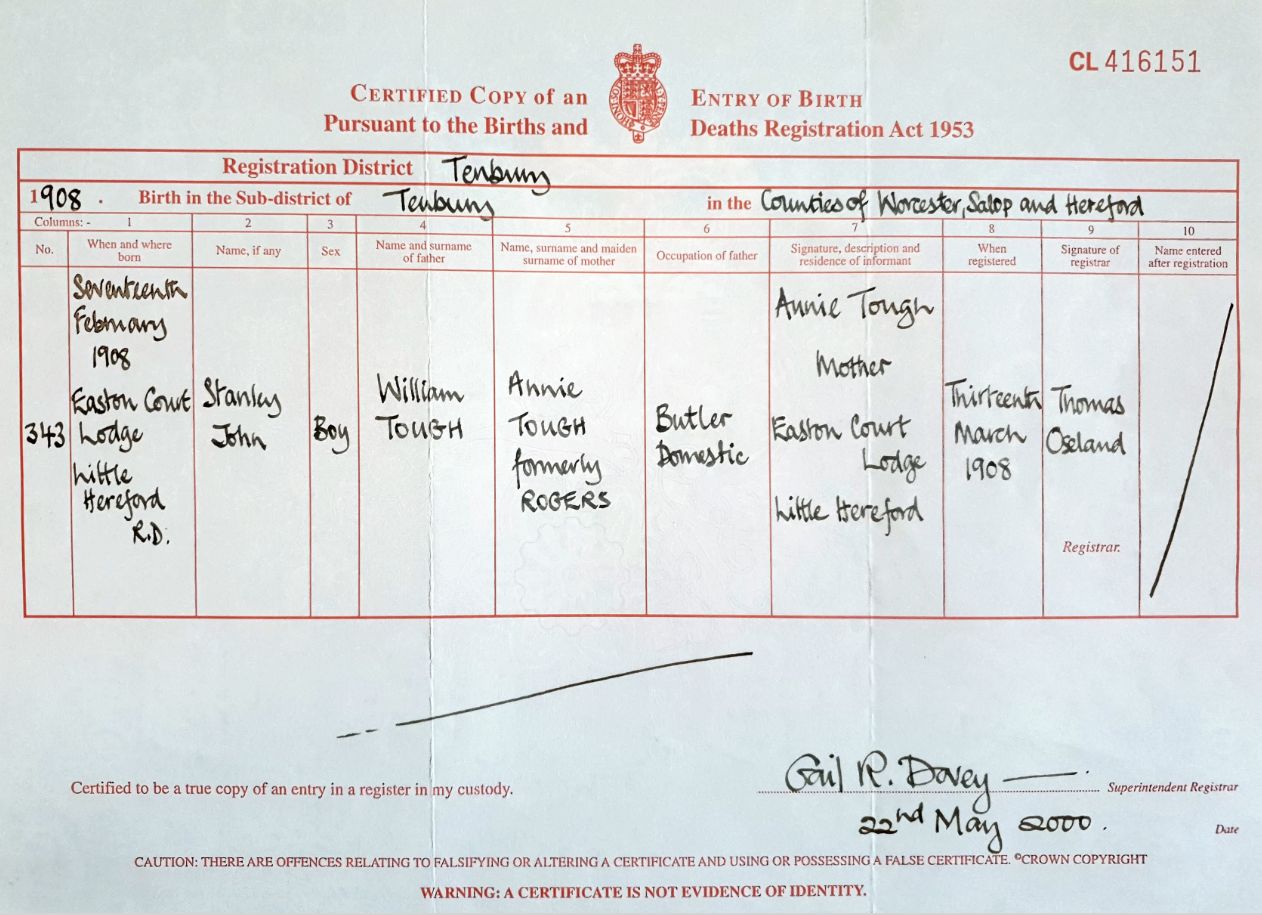 CL 416151
CERTIFIED COPY of an ENTRY OF BIRTH
Pursuant to the Births and Deaths Registration Act 1953
Registration District Tenbury
1908. Birth in the Sub-district of Tenbury in the Counties of Worcester, Salop and Hereford
Columns:- 1 2 3 4 5 6 7 8 9 10
No.
When and where
born
Name, if any
Sex
Name and surname
of father
Name, surname and maiden
surname of mother
Occupation of father
Signature, description and
residence of informant
When
registered
Signature of
registrar
Name entered
after registration
343
Seventeenth
February
1908
Easton Court
Lodge
Little
Hereford
R.D.
Stanley
John
Boy
William
TOUGH
Annie
TOUGH
formerly
ROGERS
Butler
Domestic
Annie Tough
Mother
Easton Court
Lodge
Little Hereford
Thirteenth
March
1908
Thomas
Oseland
Registrar.
Certified to be a true copy of an entry in a register in my custody.
Gail R. Davey Superintendent Registrar
22nd May 2000. Date
CAUTION: THERE ARE OFFENCES RELATING TO FALSIFYING OR ALTERING A CERTIFICATE AND USING OR POSSESSING A FALSE CERTIFICATE. ©CROWN COPYRIGHT
WARNING: A CERTIFICATE IS NOT EVIDENCE OF IDENTITY.